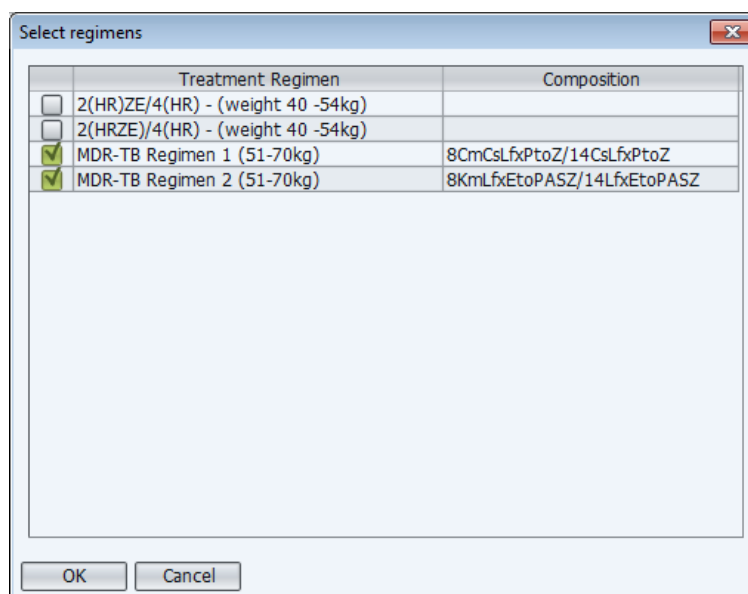 Select regimens
Treatment Regimen Composition
2(HR)ZE/4(HR) - (weight 40 -54kg)
2(HRZE)/4(HR) - (weight 40 -54kg)
MDR-TB Regimen 1 (51-70kg) 8CmCsLfxPtoZ/14CsLfxPtoZ
MDR-TB Regimen 2 (51-70kg) 8KmLfxEtoPASZ/14LfxEtoPASZ
OK Cancel